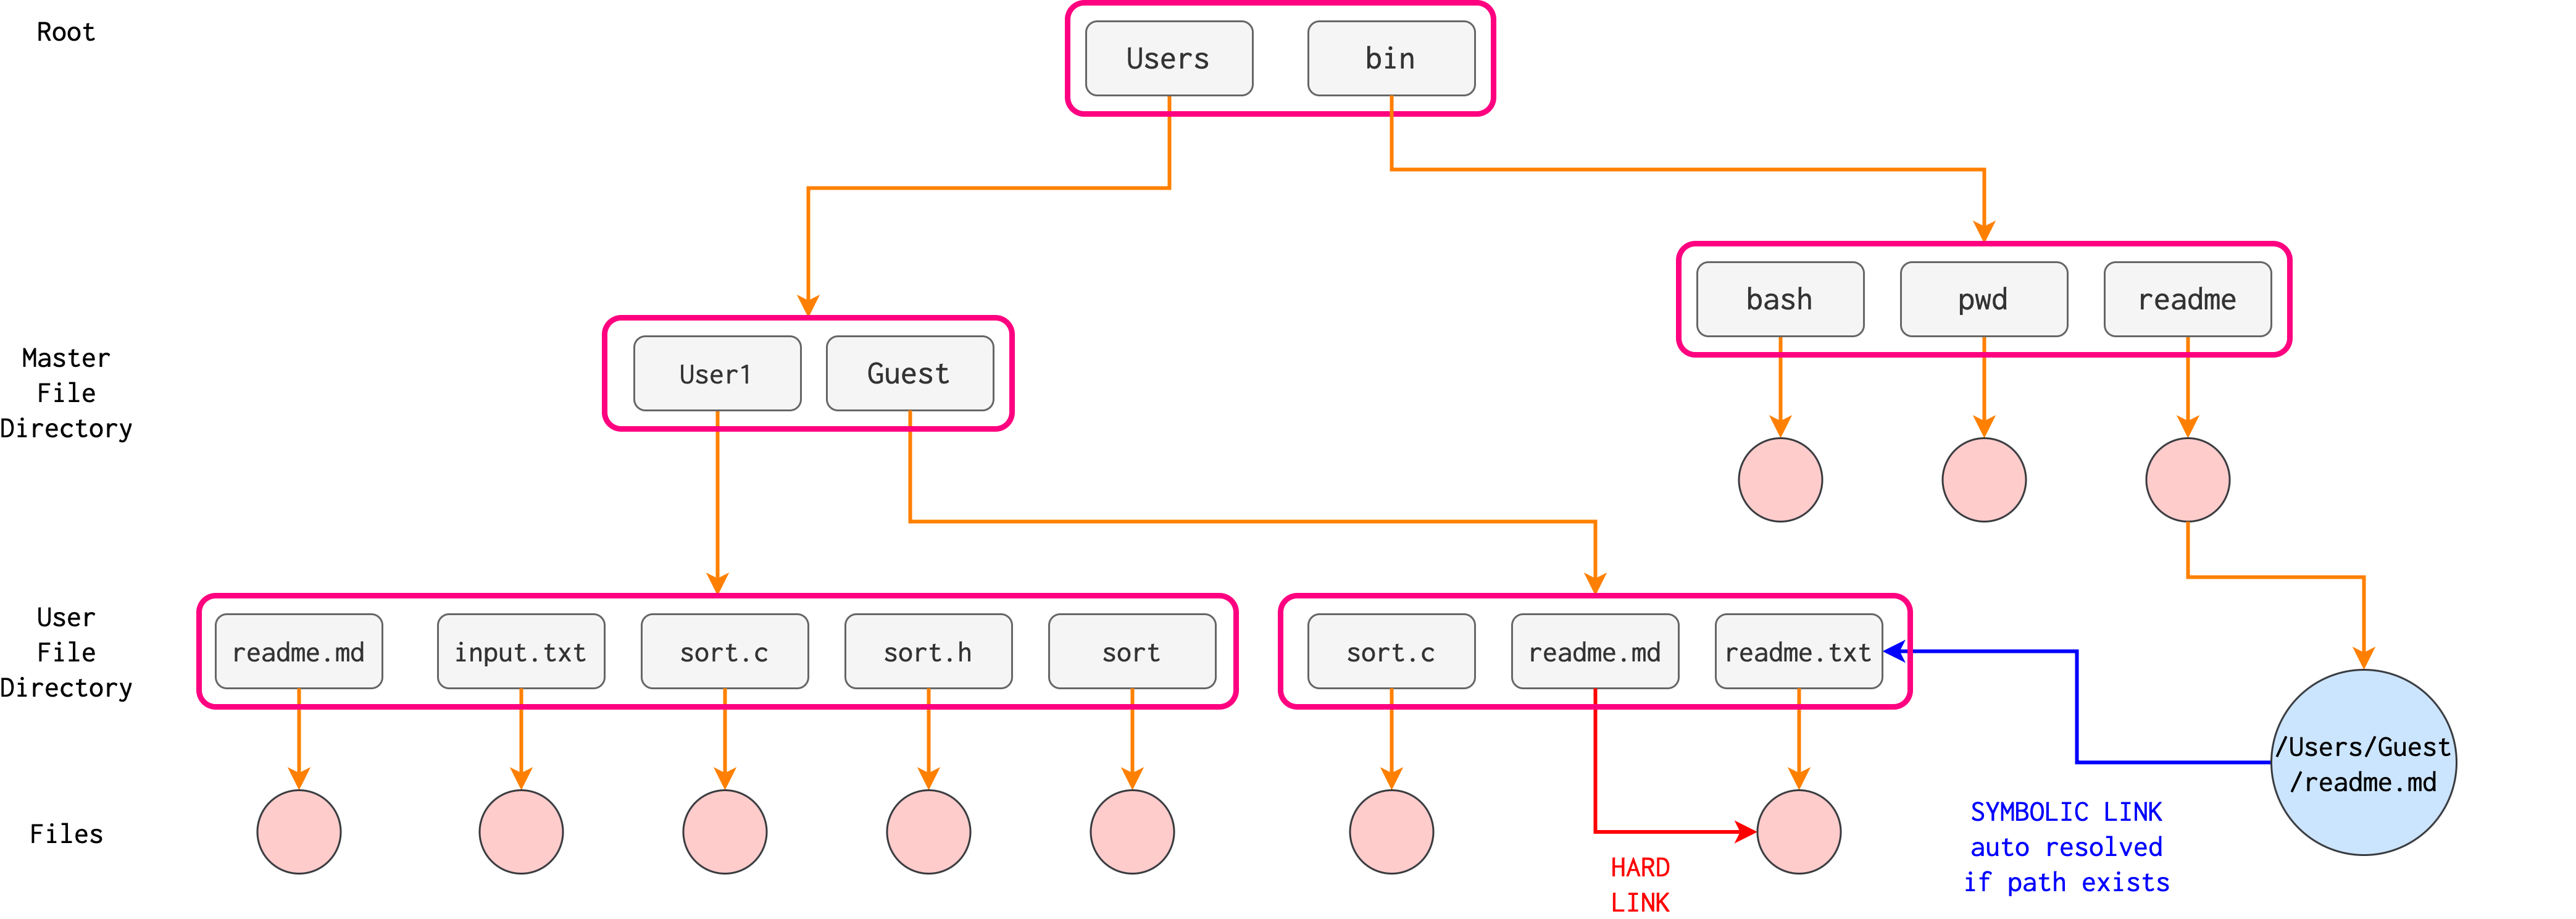 Root
Users
bin
Master
File
Directory
User1
Guest
bash
pwd
readme
User
File
Directory
readme.md
input.txt
sort.c
sort.h
sort
sort.c
readme.md
readme.txt
/Users/Guest
/readme.md
Files
HARD
LINK
SYMBOLIC LINK
auto resolved
if path exists